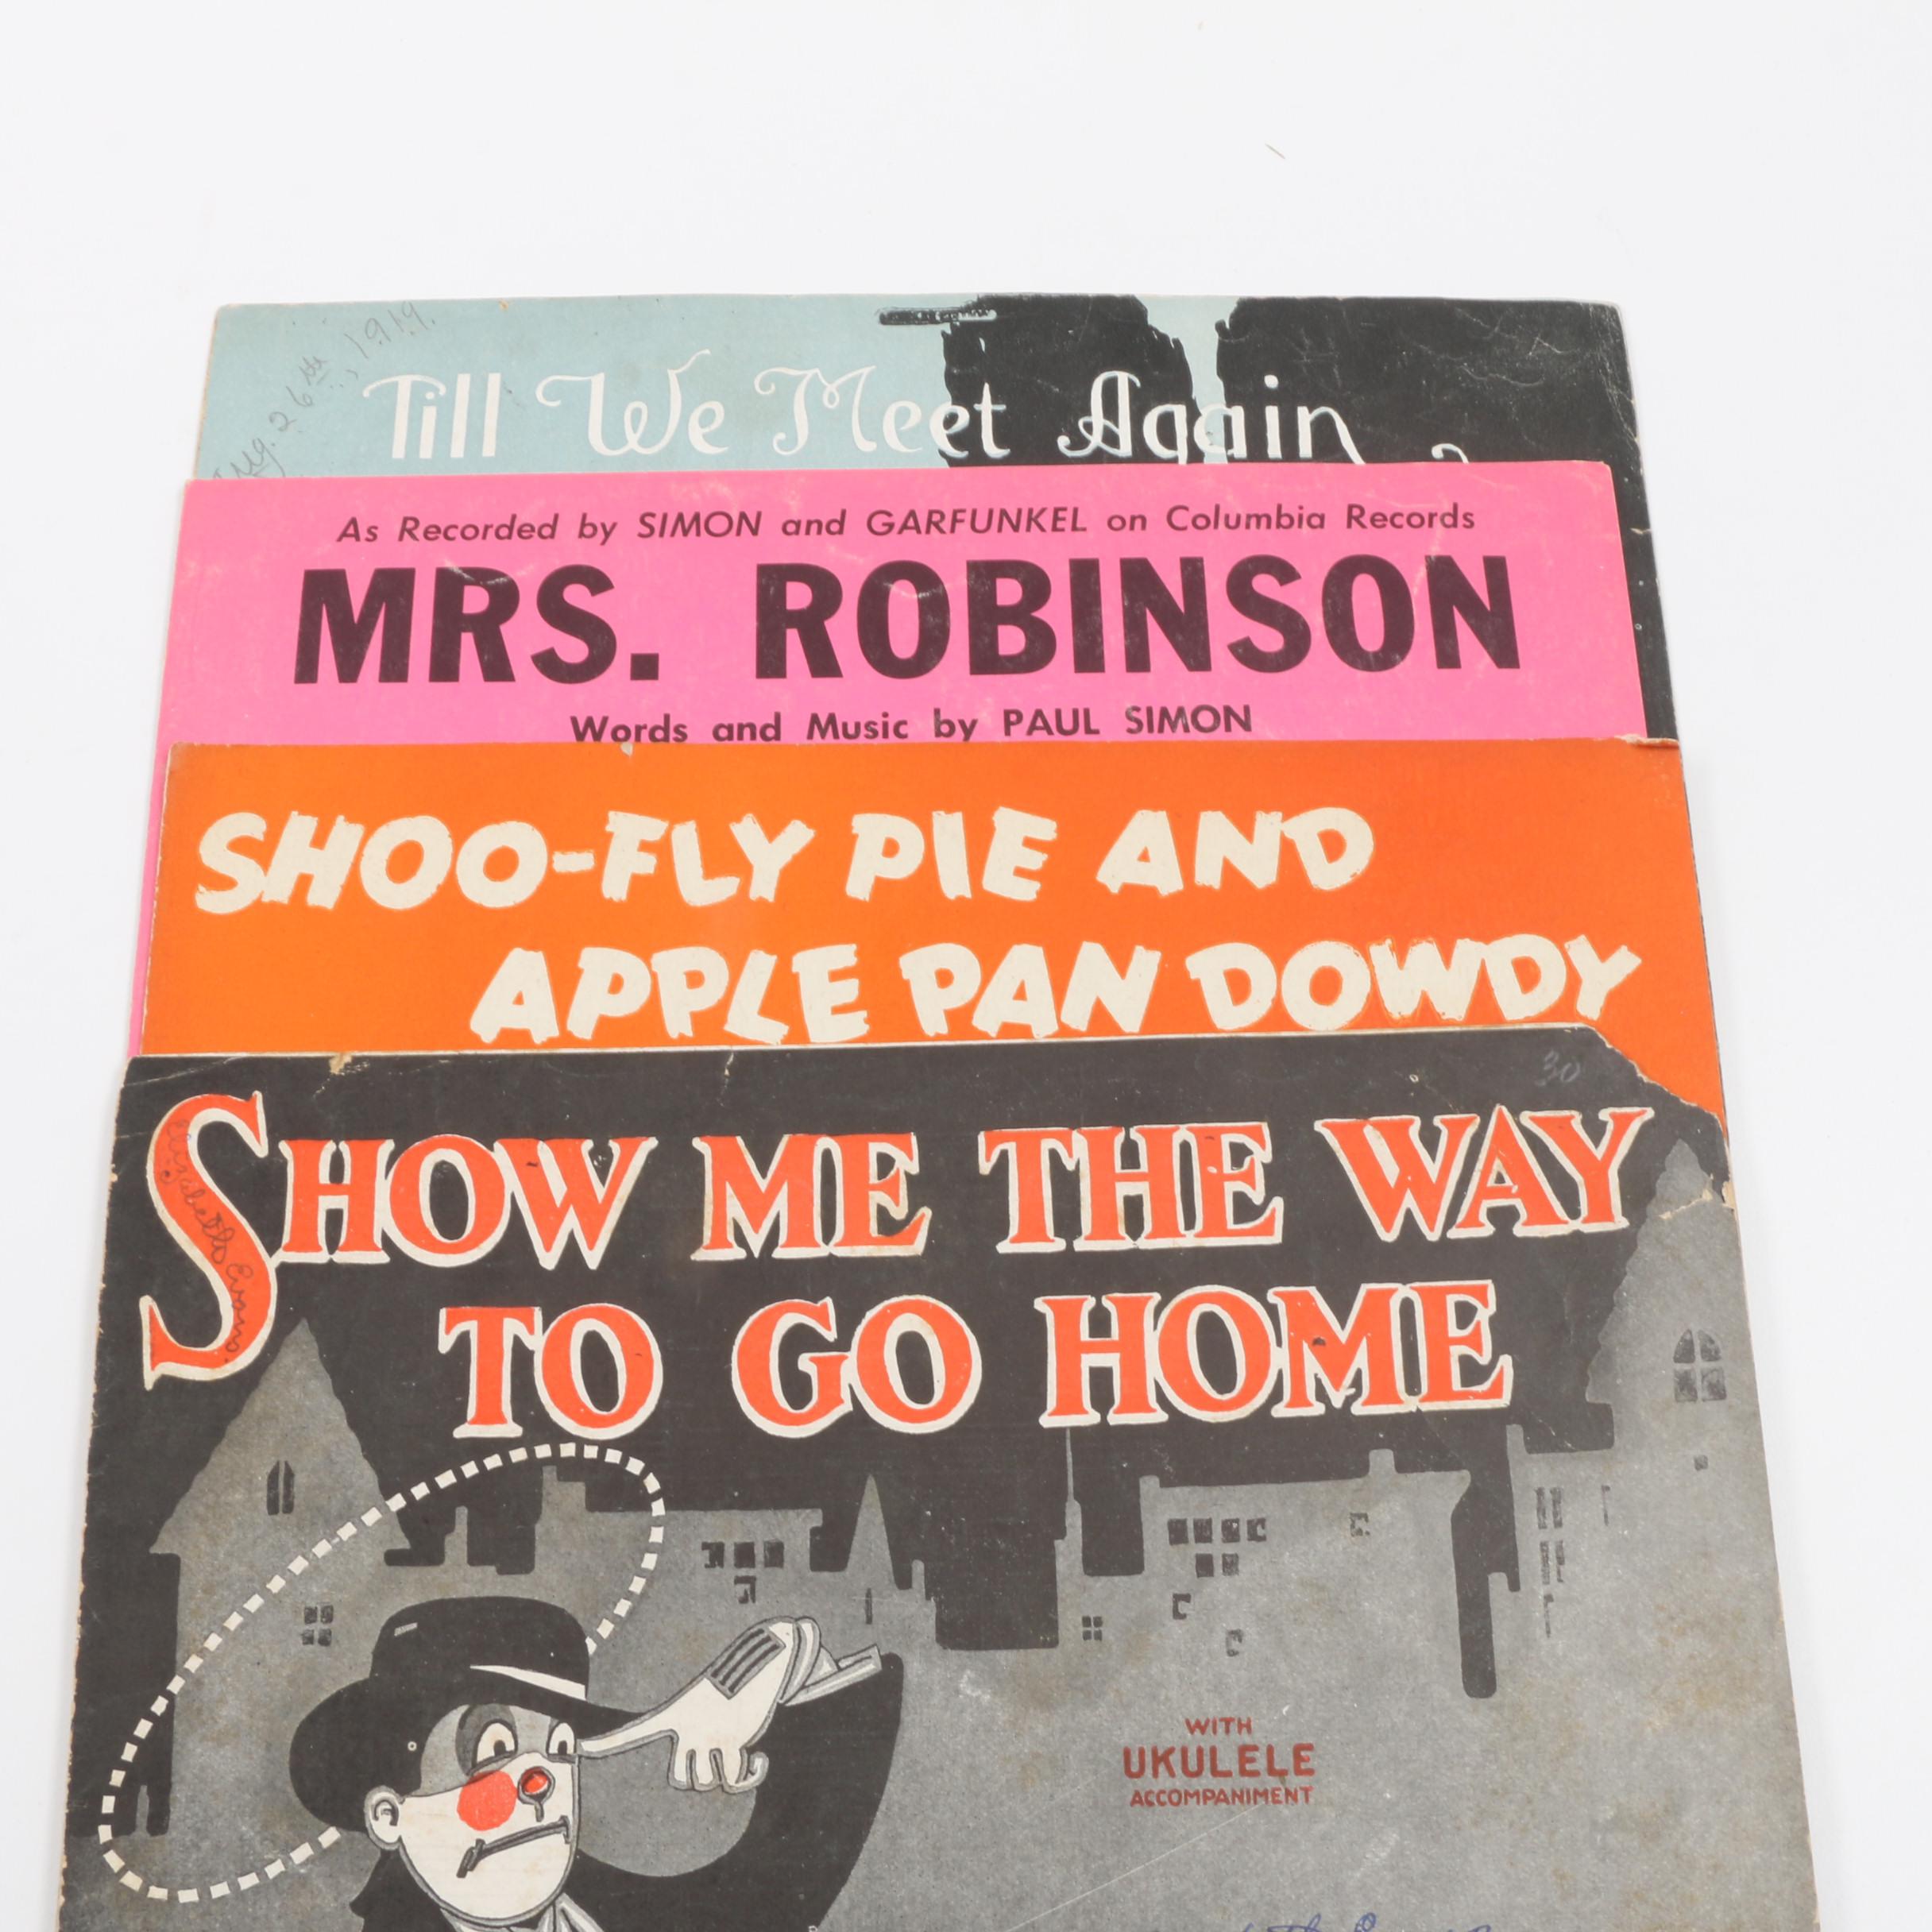 Aug. 26th, 1919.
Till We Meet Again
As Recorded by SIMON and GARFUNKEL on Columbia Records
MRS. ROBINSON
Words and Music by PAUL SIMON
SHOO-FLY PIE AND
APPLE PAN DOWDY
30
SHOW ME THE WAY
TO GO HOME
WITH
UKULELE
ACCOMPANIMENT